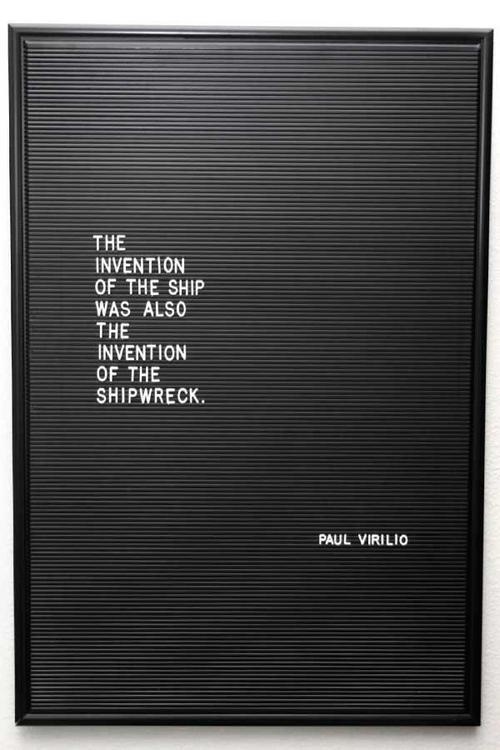 THE
INVENTION
OF THE SHIP
WAS ALSO
THE
INVENTION
OF THE
SHIPWRECK.
PAUL VIRILIO